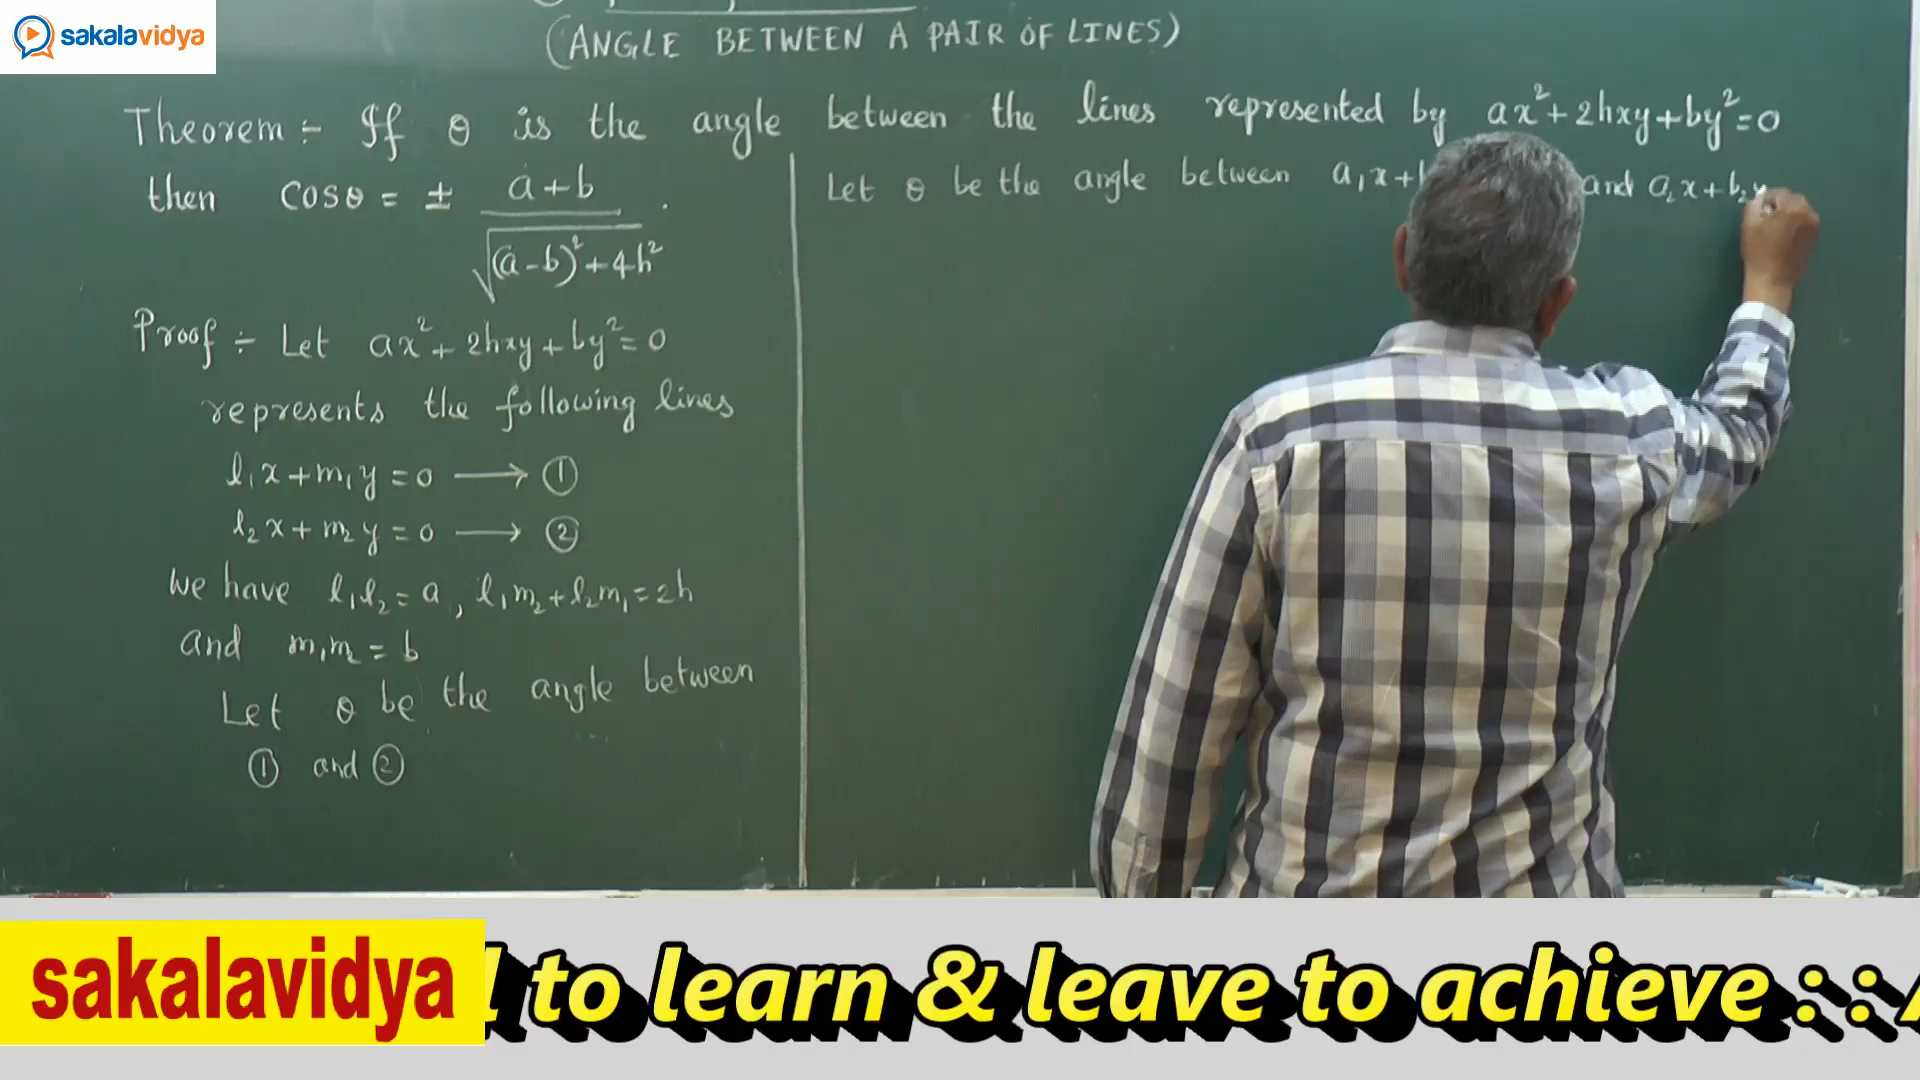 sakalavidya
(ANGLE BETWEEN A PAIR OF LINES)
Theorem :- If θ is the angle between the lines represented by ax²+2hxy+by²=0
then cosθ = ± (a+b)/√((a-b)²+4h²) .
Proof :- Let ax²+2hxy+by²=0
represents the following lines
l₁x+m₁y=0 ⟶ ①
l₂x+m₂y=0 ⟶ ②
we have l₁l₂=a, l₁m₂+l₂m₁=2h
and m₁m₂=b
Let θ be the angle between
① and ②
Let θ be the angle between a₁x+ and a₂x+b₂y
sakalavidya
to learn & leave to achieve : :